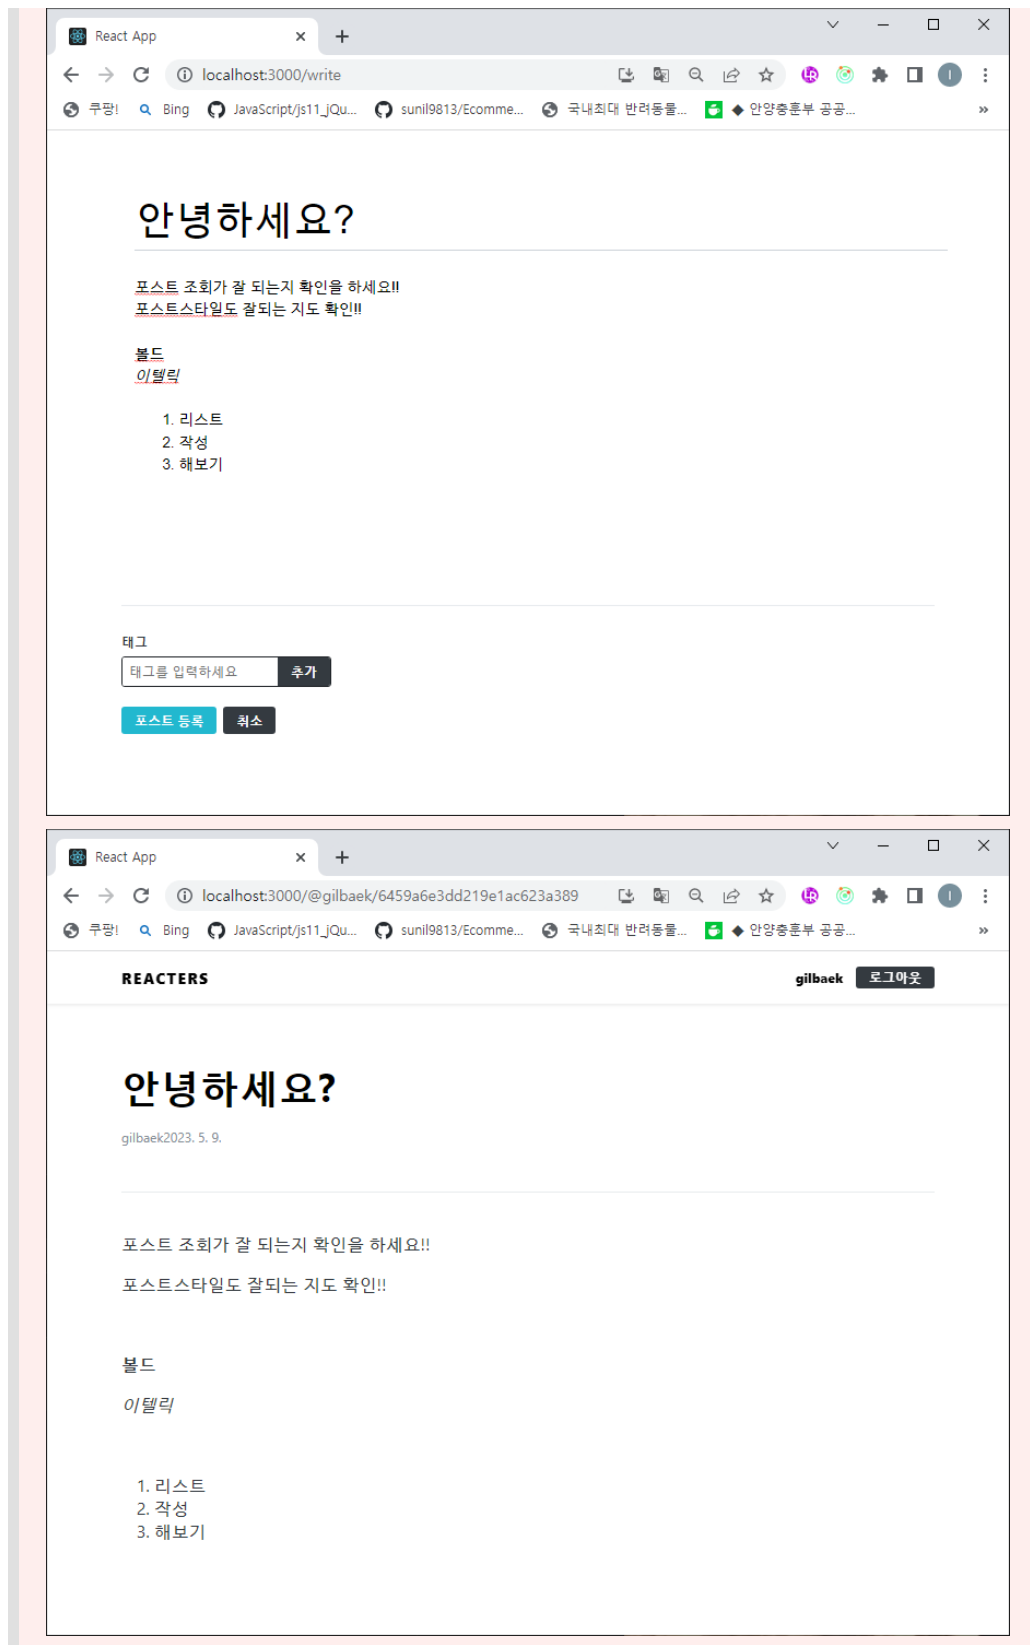 React App
localhost:3000/write
쿠팡!
Bing
JavaScript/js11_jQu...
sunil9813/Ecomme...
국내최대 반려동물...
◆ 안양충훈부 공공...
»
안녕하세요?
포스트 조회가 잘 되는지 확인을 하세요!!
포스트스타일도 잘되는 지도 확인!!
볼드
이텔릭
1. 리스트
2. 작성
3. 해보기
태그
태그를 입력하세요 추가
포스트 등록 취소
React App
localhost:3000/@gilbaek/6459a6e3dd219e1ac623a389
쿠팡!
Bing
JavaScript/js11_jQu...
sunil9813/Ecomme...
국내최대 반려동물...
◆ 안양충훈부 공공...
»
REACTERS
gilbaek 로그아웃
안녕하세요?
gilbaek2023. 5. 9.
포스트 조회가 잘 되는지 확인을 하세요!!
포스트스타일도 잘되는 지도 확인!!
볼드
이텔릭
1. 리스트
2. 작성
3. 해보기